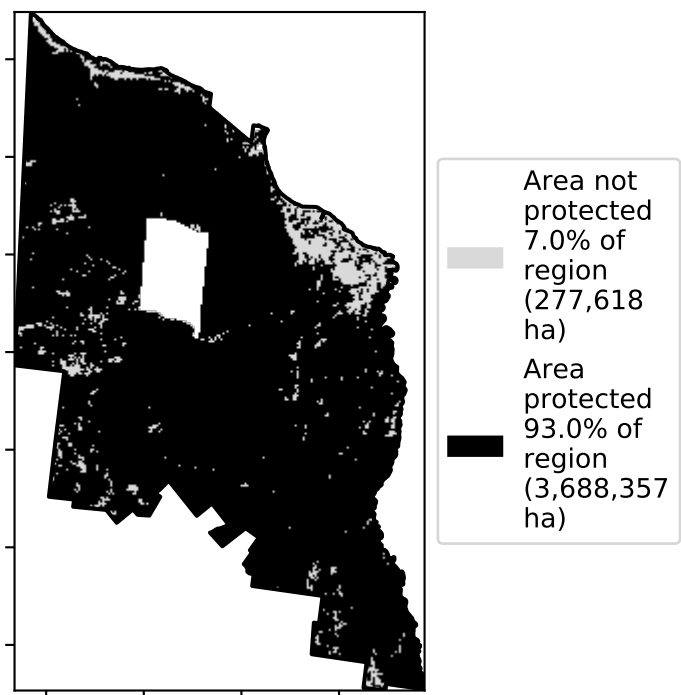 Area not
protected
7.0% of
region
(277,618
ha)
Area
protected
93.0% of
region
(3,688,357
ha)